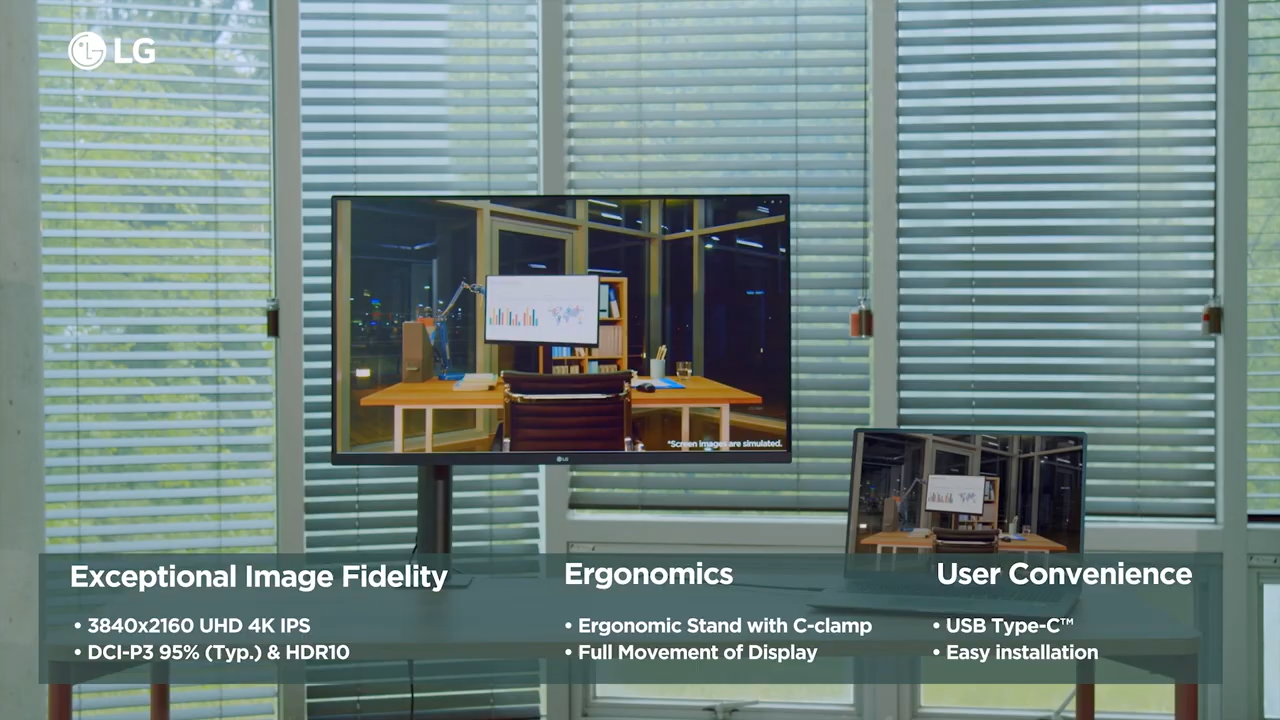 LG
*Screen images are simulated.
LG
Exceptional Image Fidelity
• 3840x2160 UHD 4K IPS
• DCI-P3 95% (Typ.) & HDR10
Ergonomics
• Ergonomic Stand with C-clamp
• Full Movement of Display
User Convenience
• USB Type-C™
• Easy installation